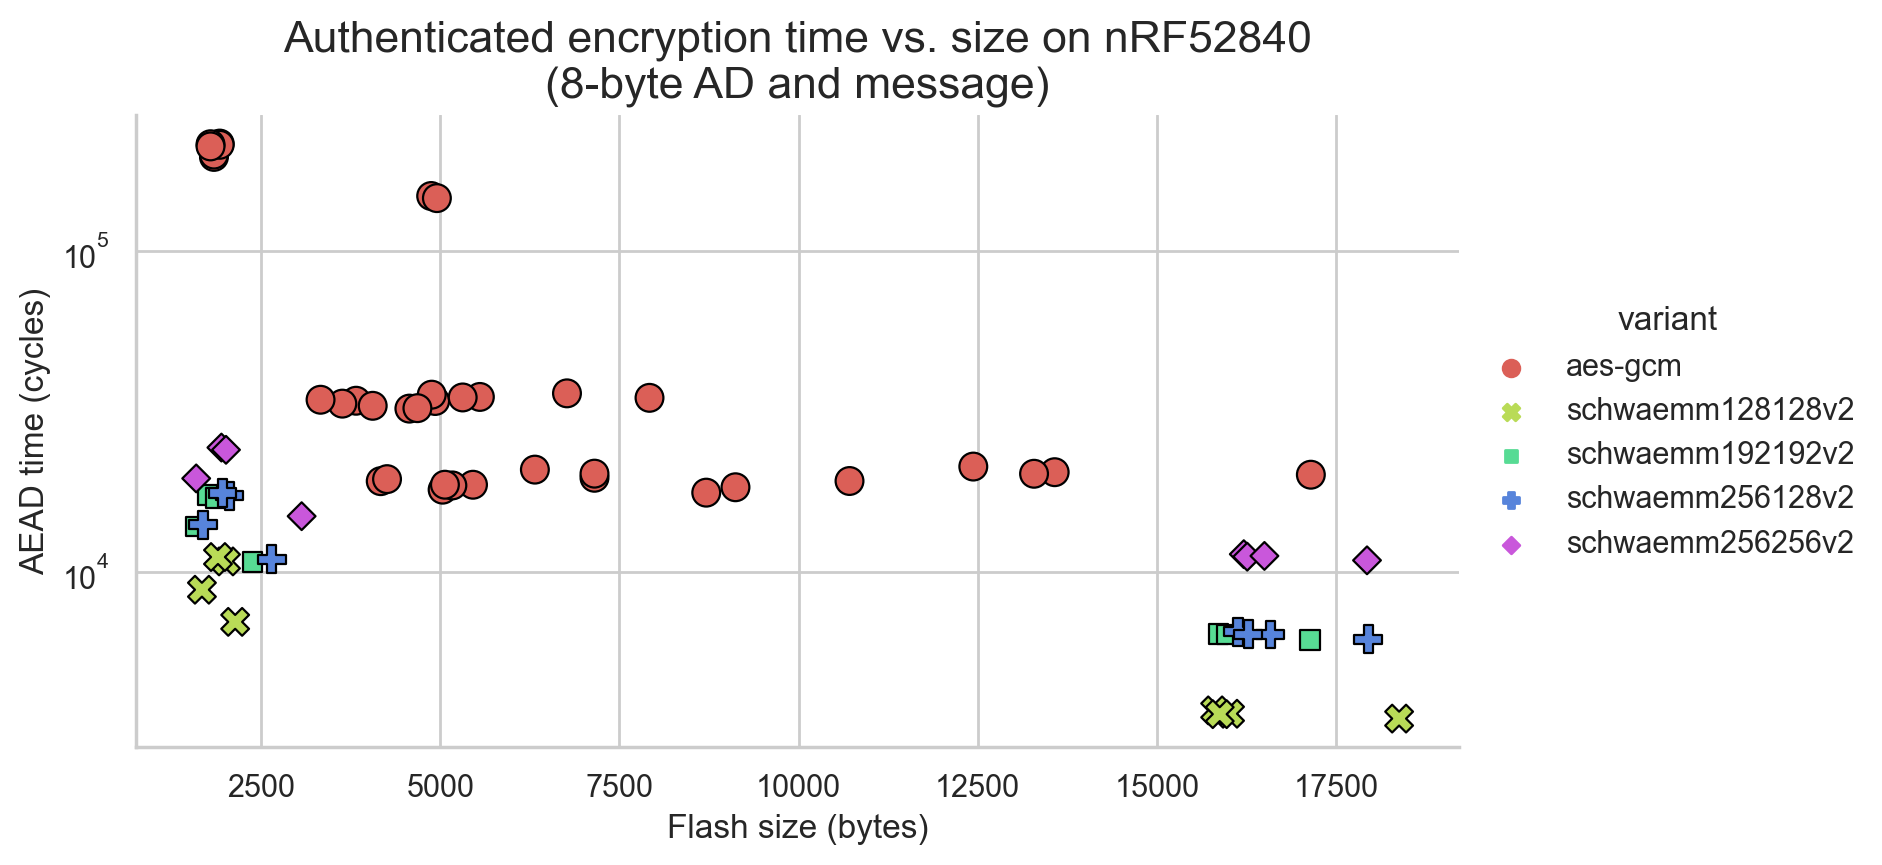 Authenticated encryption time vs. size on nRF52840
(8-byte AD and message)
10^5
10^4
AEAD time (cycles)
2500 5000 7500 10000 12500 15000 17500
Flash size (bytes)
variant
aes-gcm
schwaemm128128v2
schwaemm192192v2
schwaemm256128v2
schwaemm256256v2